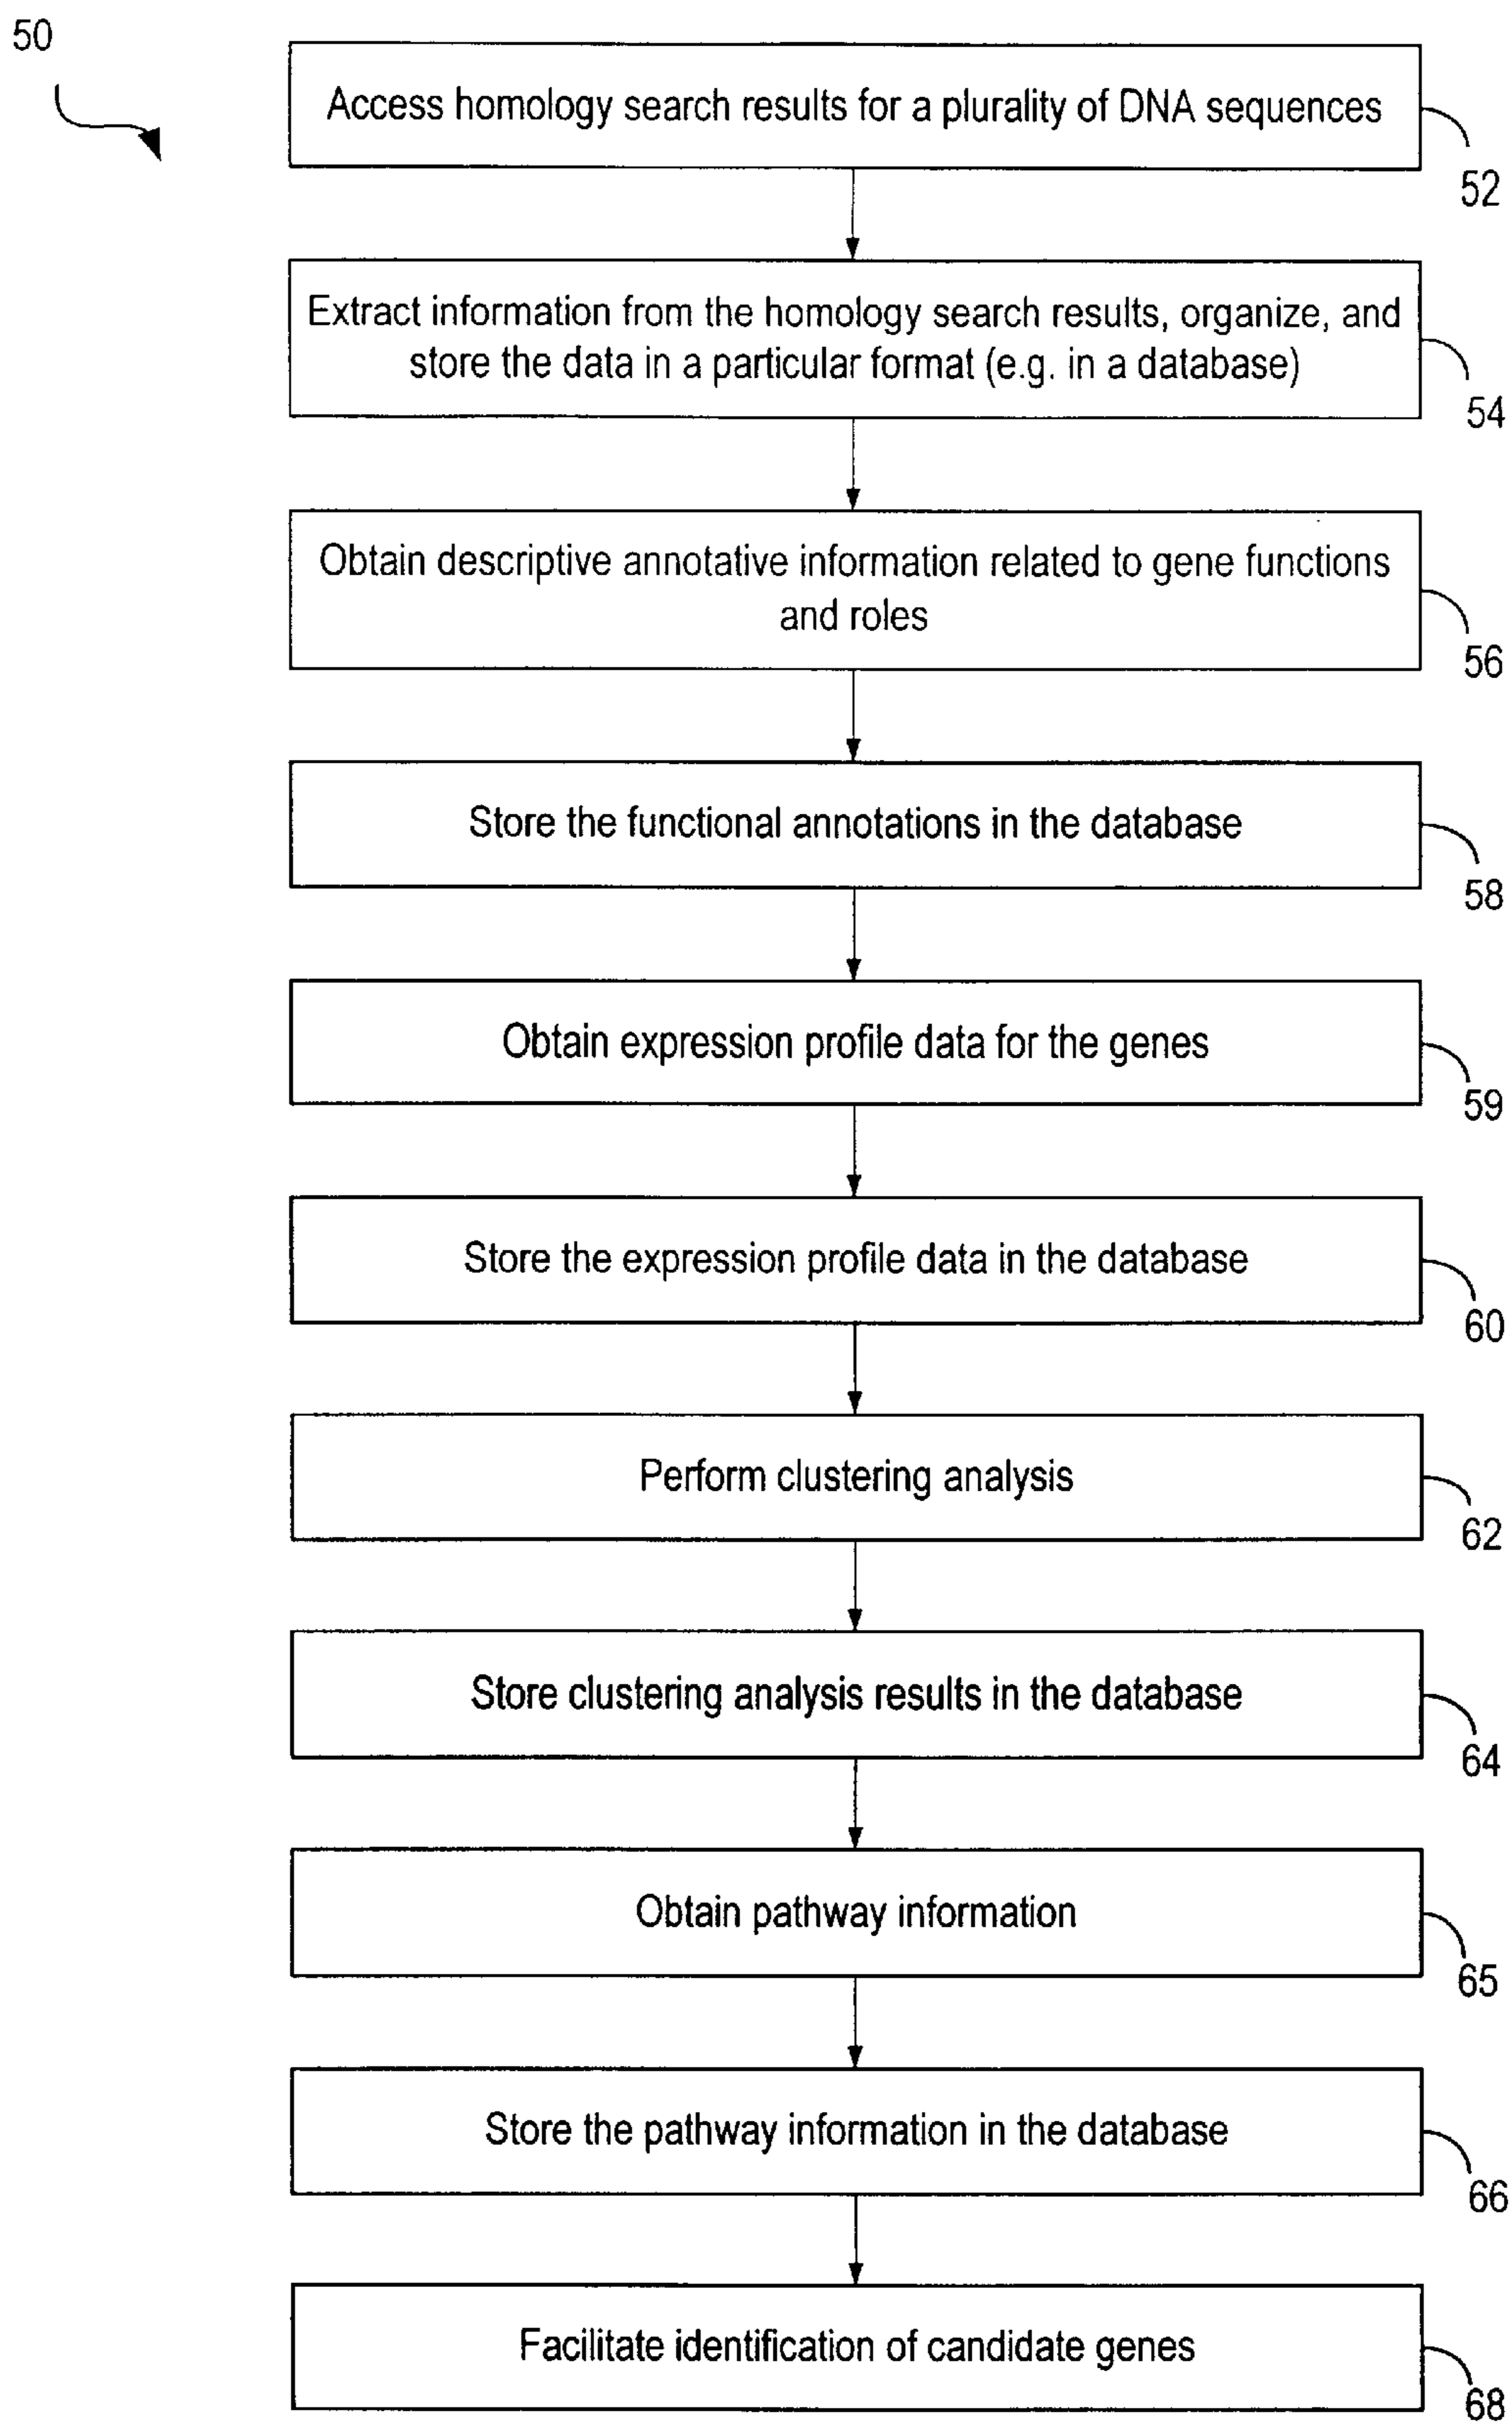 50
Access homology search results for a plurality of DNA sequences
52
Extract information from the homology search results, organize, and
store the data in a particular format (e.g. in a database)
54
Obtain descriptive annotative information related to gene functions
and roles
56
Store the functional annotations in the database
58
Obtain expression profile data for the genes
59
Store the expression profile data in the database
60
Perform clustering analysis
62
Store clustering analysis results in the database
64
Obtain pathway information
65
Store the pathway information in the database
66
Facilitate identification of candidate genes
68